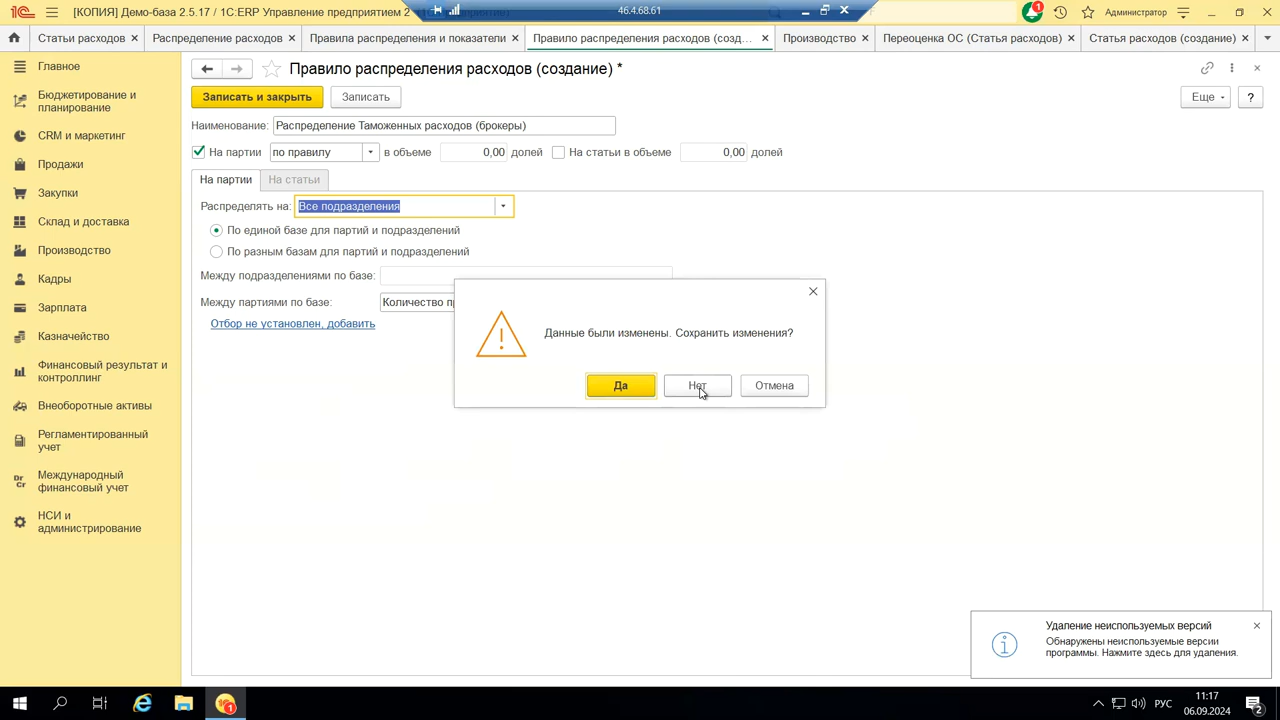 [КОПИЯ] Демо-база 2.5.17 / 1С:ERP Управление предприятием 2
46.4.68.61
1
Администратор
Статьи расходов
Распределение расходов
Правила распределения и показатели
Правило распределения расходов (созд...
Производство
Переоценка ОС (Статья расходов)
Статья расходов (создание)
Главное
Бюджетирование и
планирование
CRM и маркетинг
Продажи
Закупки
Склад и доставка
Производство
Кадры
Зарплата
Казначейство
Финансовый результат и
контроллинг
Внеоборотные активы
Регламентированный
учет
Международный
финансовый учет
НСИ и
администрирование
Правило распределения расходов (создание) *
Записать и закрыть
Записать
Еще
?
Наименование: Распределение Таможенных расходов (брокеры)
На партии по правилу в объеме 0,00 долей На статьи в объеме 0,00 долей
На партии
На статьи
Распределять на: Все подразделения
По единой базе для партий и подразделений
По разным базам для партий и подразделений
Между подразделениями по базе:
Между партиями по базе: Количество
Отбор не установлен, добавить
Данные были изменены. Сохранить изменения?
Да
Нет
Отмена
Удаление неиспользуемых версий
Обнаружены неиспользуемые версии
программы. Нажмите здесь для удаления.
1
РУС
11:17
06.09.2024
2